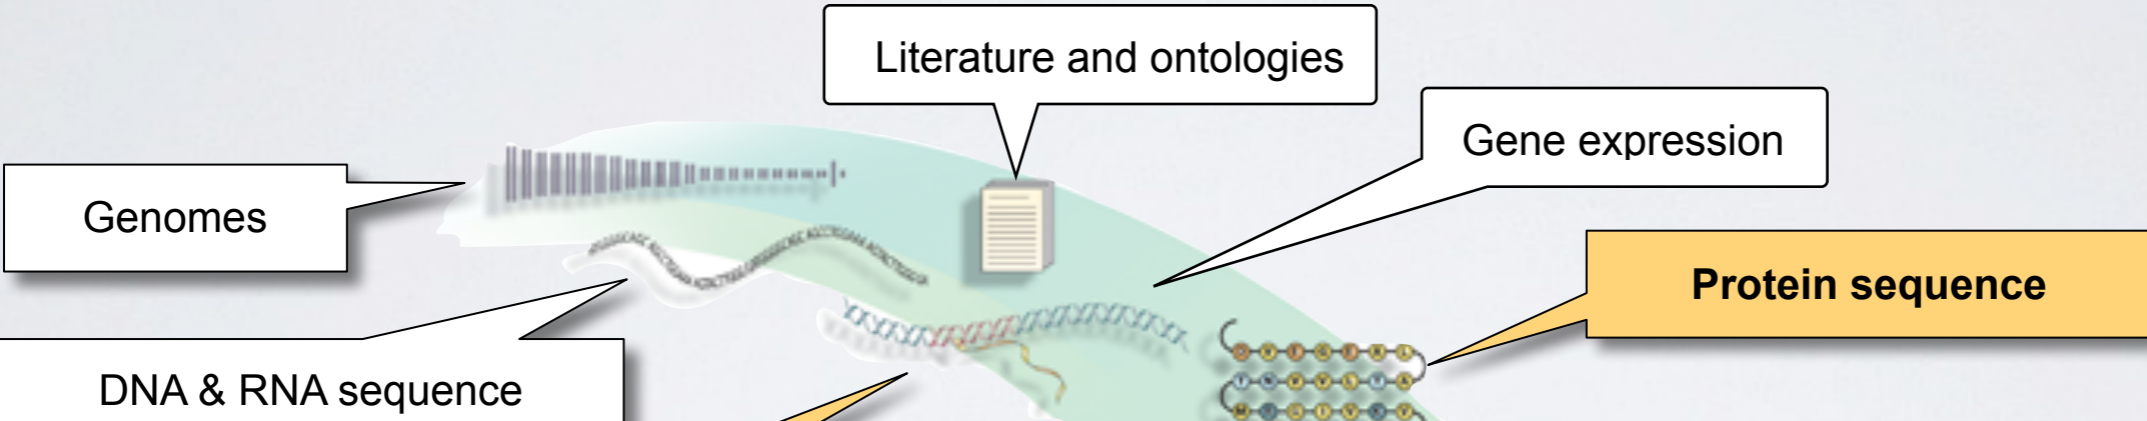 Literature and ontologies
Gene expression
Genomes
Protein sequence
DNA & RNA sequence